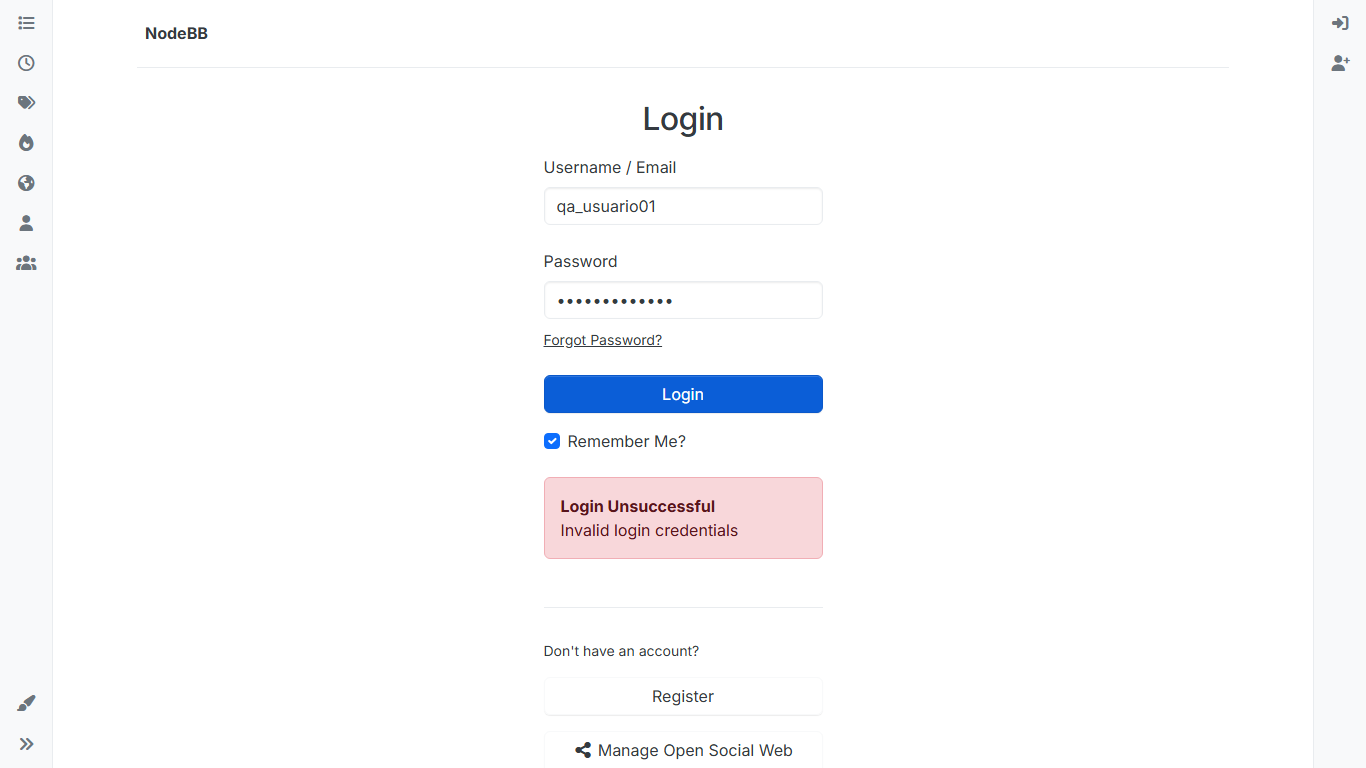 NodeBB
Login
Username / Email
qa_usuario01
Password
•••••••••••••
Forgot Password?
Login
Remember Me?
Login Unsuccessful
Invalid login credentials
Don't have an account?
Register
Manage Open Social Web